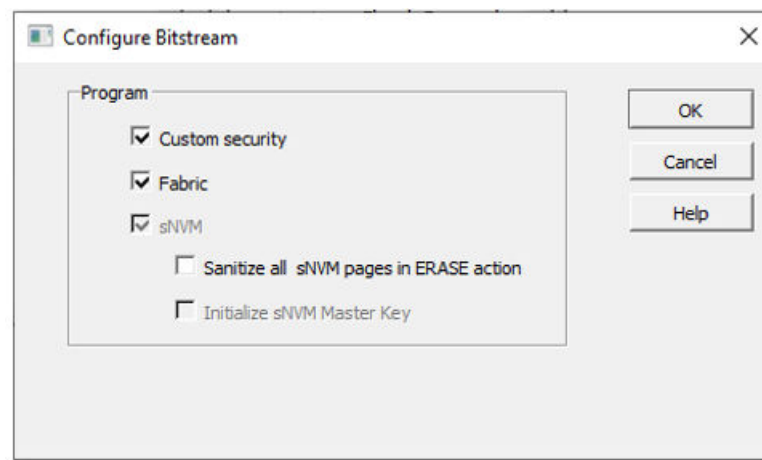 Configure Bitstream
Program
Custom security
Fabric
sNVM
Sanitize all sNVM pages in ERASE action
Initialize sNVM Master Key
OK
Cancel
Help